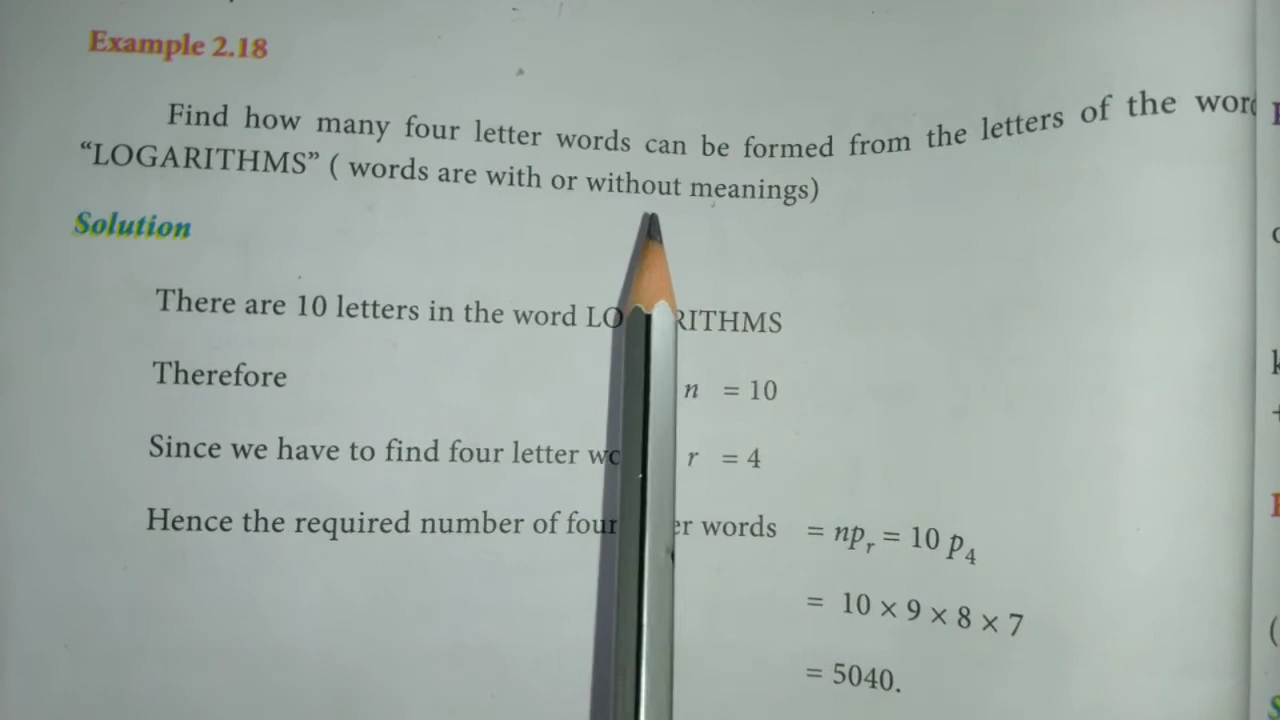 Example 2.18
Find how many four letter words can be formed from the letters of the
“LOGARITHMS” ( words are with or without meanings)
Solution
There are 10 letters in the word LO RITHMS
Therefore n = 10
Since we have to find four letter r = 4
Hence the required number of four words = npᵣ = 10 p₄
= 10 × 9 × 8 × 7
= 5040.